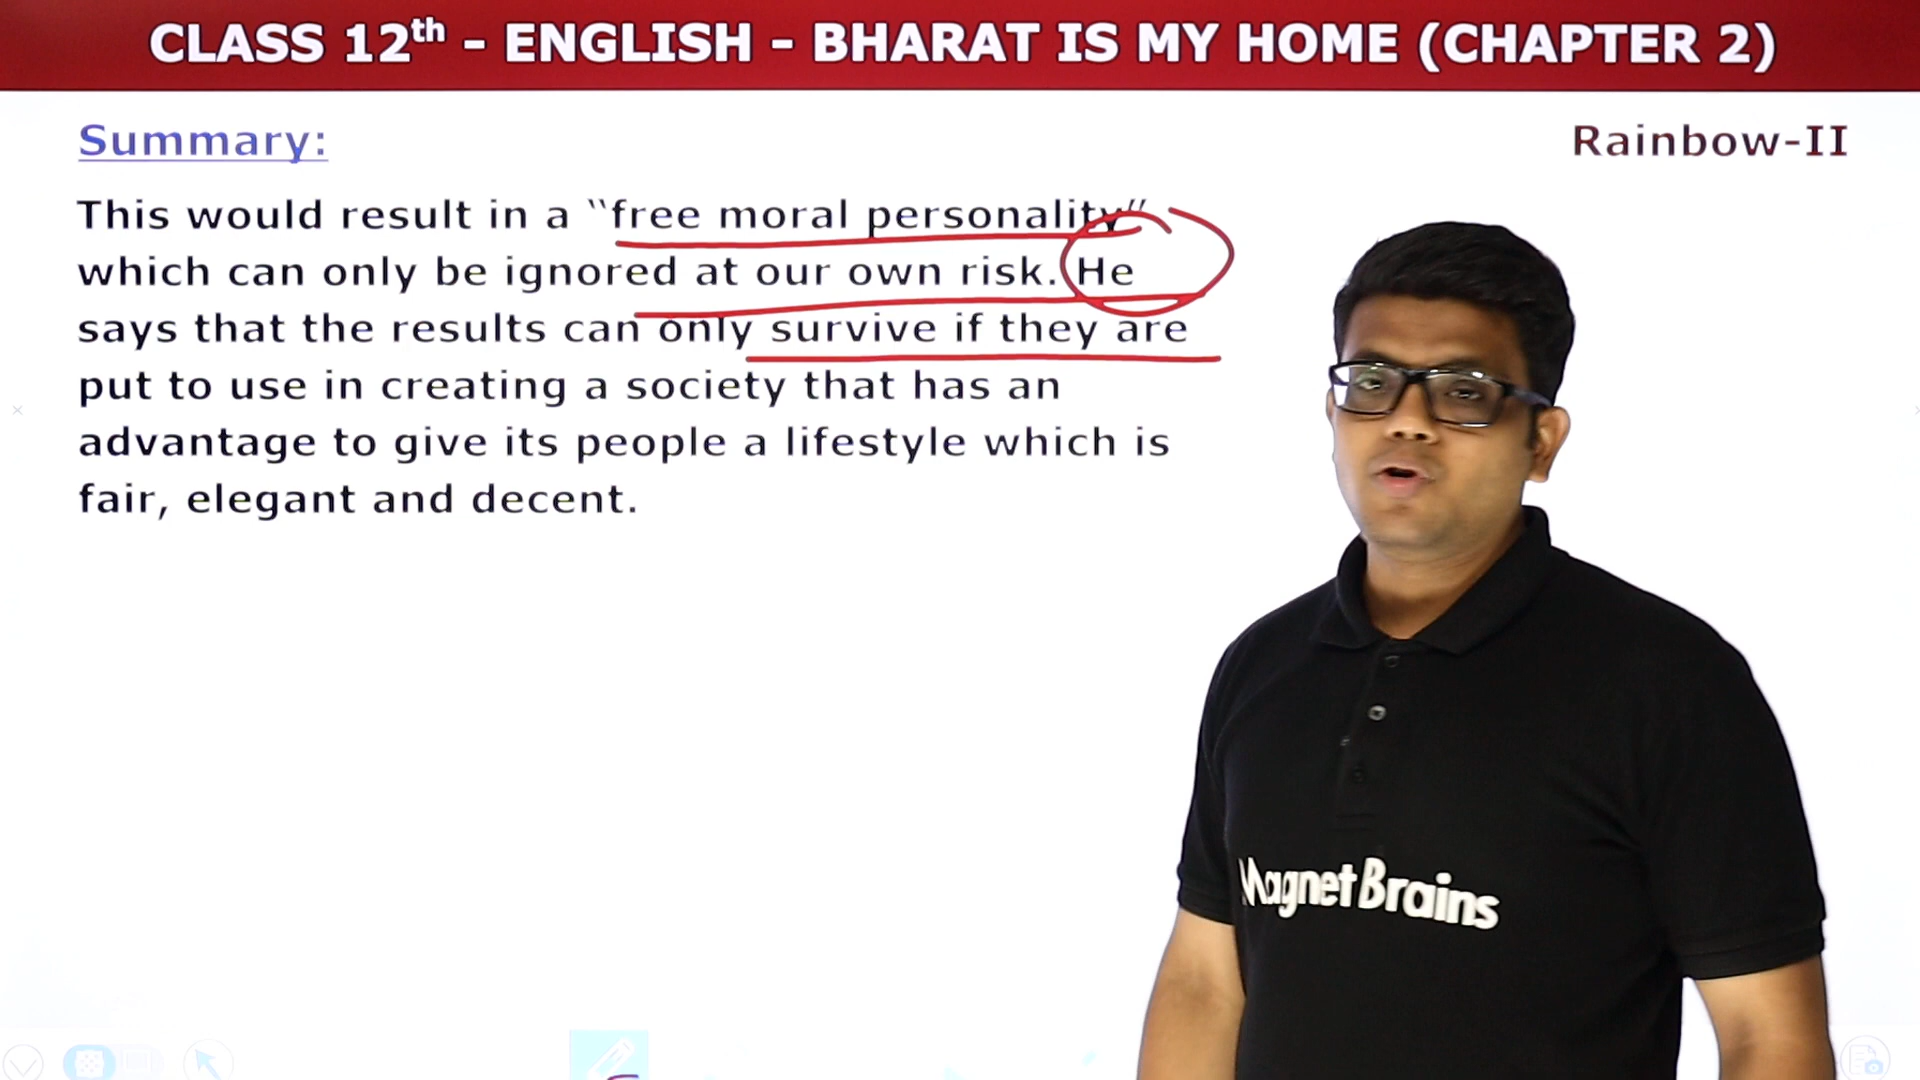 CLASS 12th - ENGLISH - BHARAT IS MY HOME (CHAPTER 2)
Summary:
Rainbow-II
This would result in a “free moral personality”
which can only be ignored at our own risk. He
says that the results can only survive if they are
put to use in creating a society that has an
advantage to give its people a lifestyle which is
fair, elegant and decent.
Magnet Brains